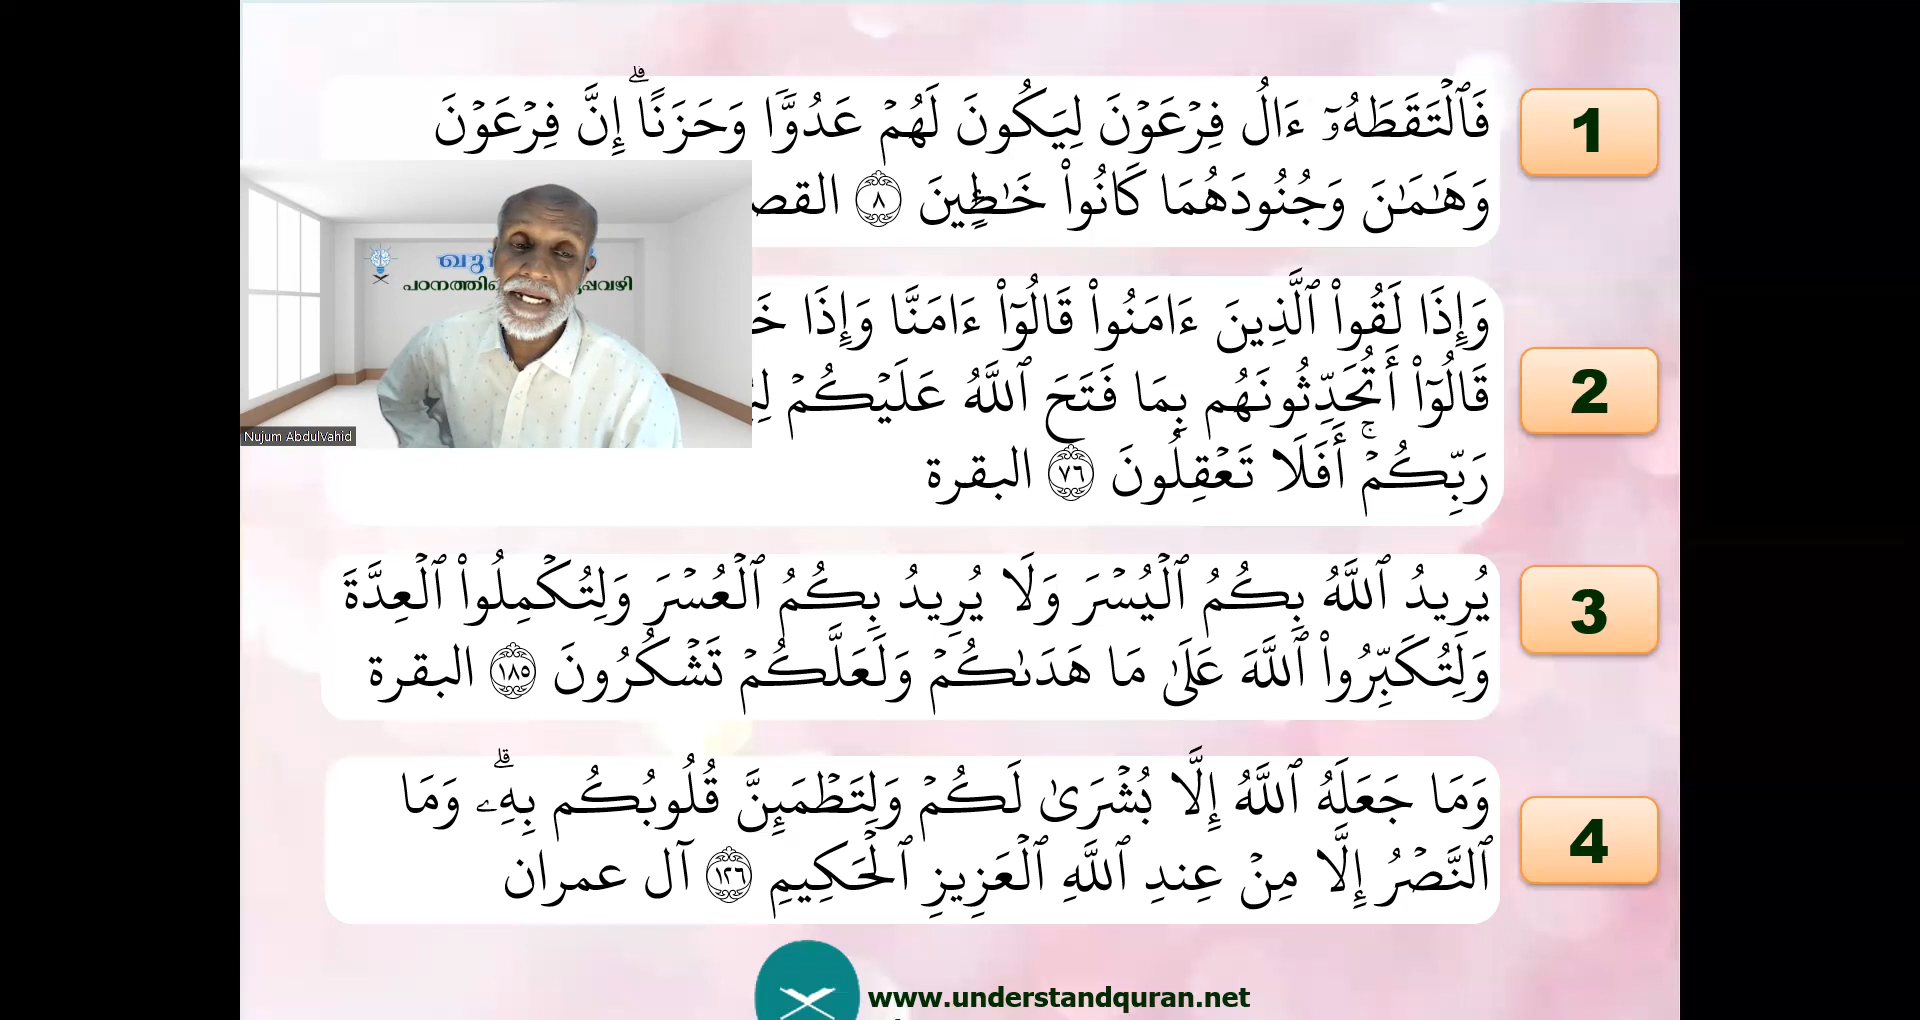 فَٱلۡتَقَطَهُۥٓ ءَالُ فِرۡعَوۡنَ لِيَكُونَ لَهُمۡ عَدُوّٗا وَحَزَنًاۗ إِنَّ فِرۡعَوۡنَ
1
وَهَٰمَٰنَ وَجُنُودَهُمَا كَانُواْ خَٰطِـِٔينَ ٨
وَإِذَا لَقُواْ ٱلَّذِينَ ءَامَنُواْ قَالُوٓاْ ءَامَنَّا وَإِذَا
قَالُوٓاْ أَتُحَدِّثُونَهُم بِمَا فَتَحَ ٱللَّهُ عَلَيۡكُمۡ
2
رَبِّكُمۡۚ أَفَلَا تَعۡقِلُونَ ٧٦ البقرة
Nujum AbdulVahid
يُرِيدُ ٱللَّهُ بِكُمُ ٱلۡيُسۡرَ وَلَا يُرِيدُ بِكُمُ ٱلۡعُسۡرَ وَلِتُكۡمِلُواْ ٱلۡعِدَّةَ
3
وَلِتُكَبِّرُواْ ٱللَّهَ عَلَىٰ مَا هَدَىٰكُمۡ وَلَعَلَّكُمۡ تَشۡكُرُونَ ١٨٥ البقرة
وَمَا جَعَلَهُ ٱللَّهُ إِلَّا بُشۡرَىٰ لَكُمۡ وَلِتَطۡمَئِنَّ قُلُوبُكُم بِهِۦۗ وَمَا
4
ٱلنَّصۡرُ إِلَّا مِنۡ عِندِ ٱللَّهِ ٱلۡعَزِيزِ ٱلۡحَكِيمِ ١٢٦ آل عمران
www.understandquran.net